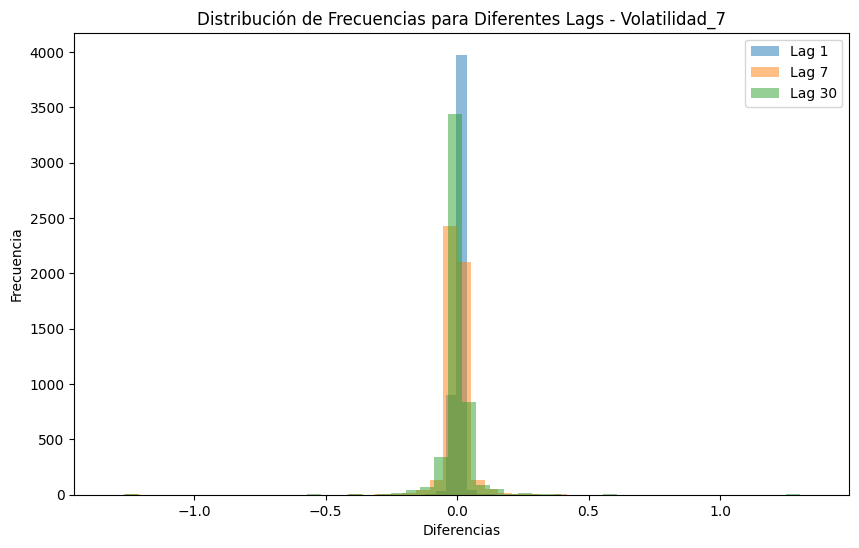 Distribución de Frecuencias para Diferentes Lags - Volatilidad_7
Lag 1
Lag 7
Lag 30
Frecuencia
4000
3500
3000
2500
2000
1500
1000
500
0
−1.0
−0.5
0.0
0.5
1.0
Diferencias